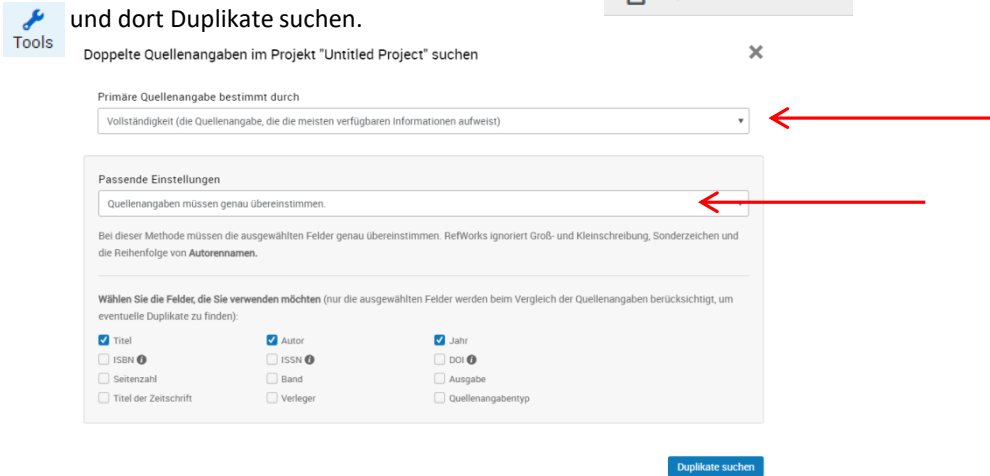 und dort Duplikate suchen.
Tools
Doppelte Quellenangaben im Projekt "Untitled Project" suchen
Primäre Quellenangabe bestimmt durch
Vollständigkeit (die Quellenangabe, die die meisten verfügbaren Informationen aufweist)
Passende Einstellungen
Quellenangaben müssen genau übereinstimmen.
Bei dieser Methode müssen die ausgewählten Felder genau übereinstimmen. RefWorks ignoriert Groß- und Kleinschreibung, Sonderzeichen und
die Reihenfolge von Autorennamen.
Wählen Sie die Felder, die Sie verwenden möchten (nur die ausgewählten Felder werden beim Vergleich der Quellenangaben berücksichtigt, um
eventuelle Duplikate zu finden):
Titel Autor Jahr
ISBN ISSN DOI
Seitenzahl Band Ausgabe
Titel der Zeitschrift Verleger Quellenangabentyp
Duplikate suchen